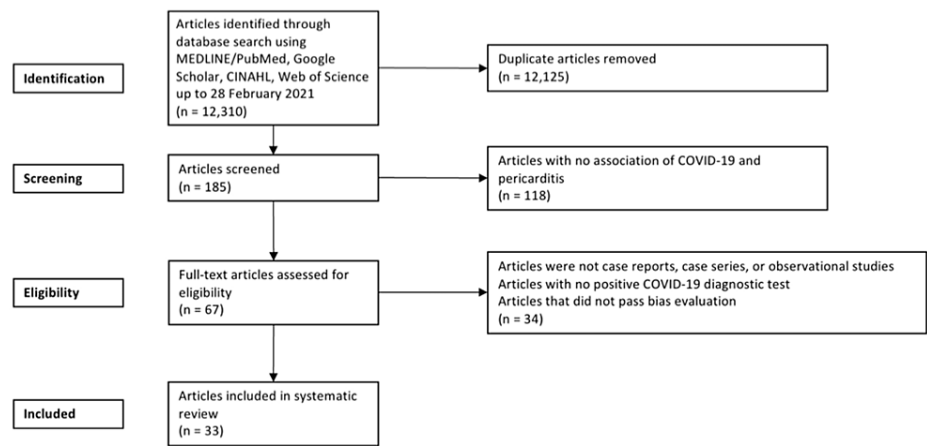 Identification
Articles identified through
database search using
MEDLINE/PubMed, Google
Scholar, CINAHL, Web of Science
up to 28 February 2021
(n = 12,310)
Duplicate articles removed
(n = 12,125)
Screening
Articles screened
(n = 185)
Articles with no association of COVID-19 and
pericarditis
(n = 118)
Eligibility
Full-text articles assessed for
eligibility
(n = 67)
Articles were not case reports, case series, or observational studies
Articles with no positive COVID-19 diagnostic test
Articles that did not pass bias evaluation
(n = 34)
Included
Articles included in systematic
review
(n = 33)